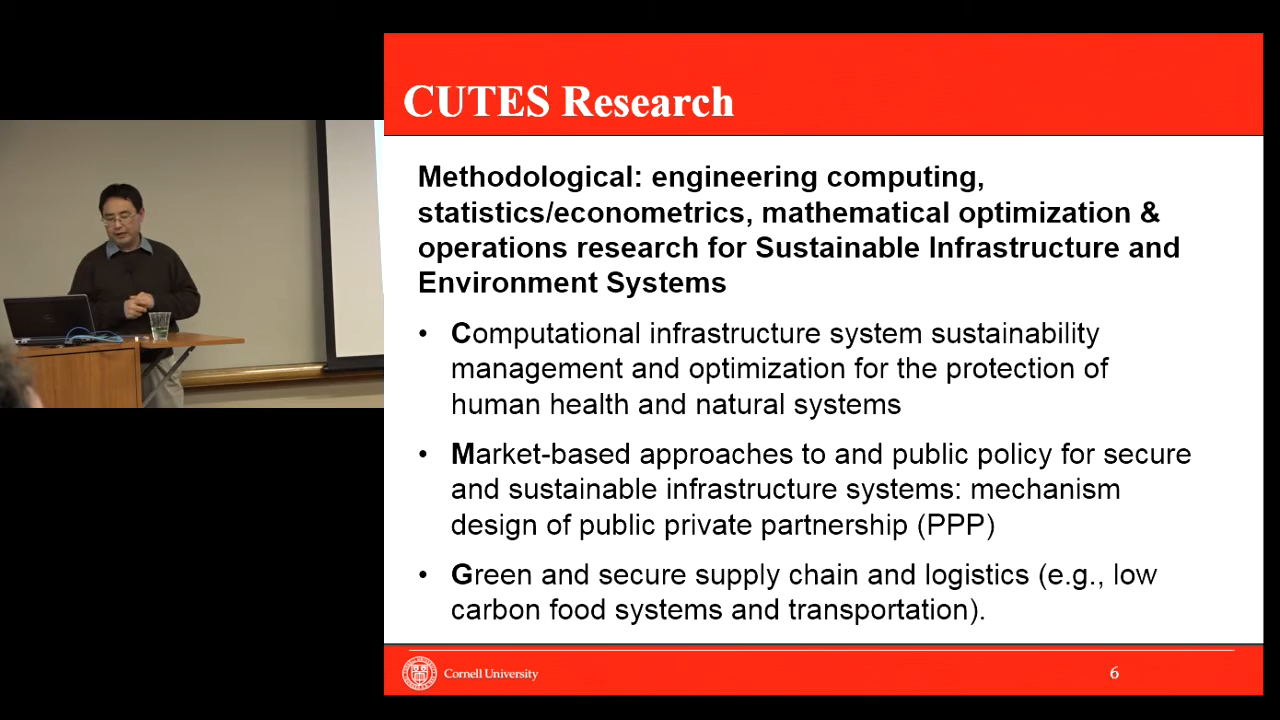 CUTES Research
Methodological: engineering computing,
statistics/econometrics, mathematical optimization &
operations research for Sustainable Infrastructure and
Environment Systems
• Computational infrastructure system sustainability
management and optimization for the protection of
human health and natural systems
• Market-based approaches to and public policy for secure
and sustainable infrastructure systems: mechanism
design of public private partnership (PPP)
• Green and secure supply chain and logistics (e.g., low
carbon food systems and transportation).
Cornell University
6